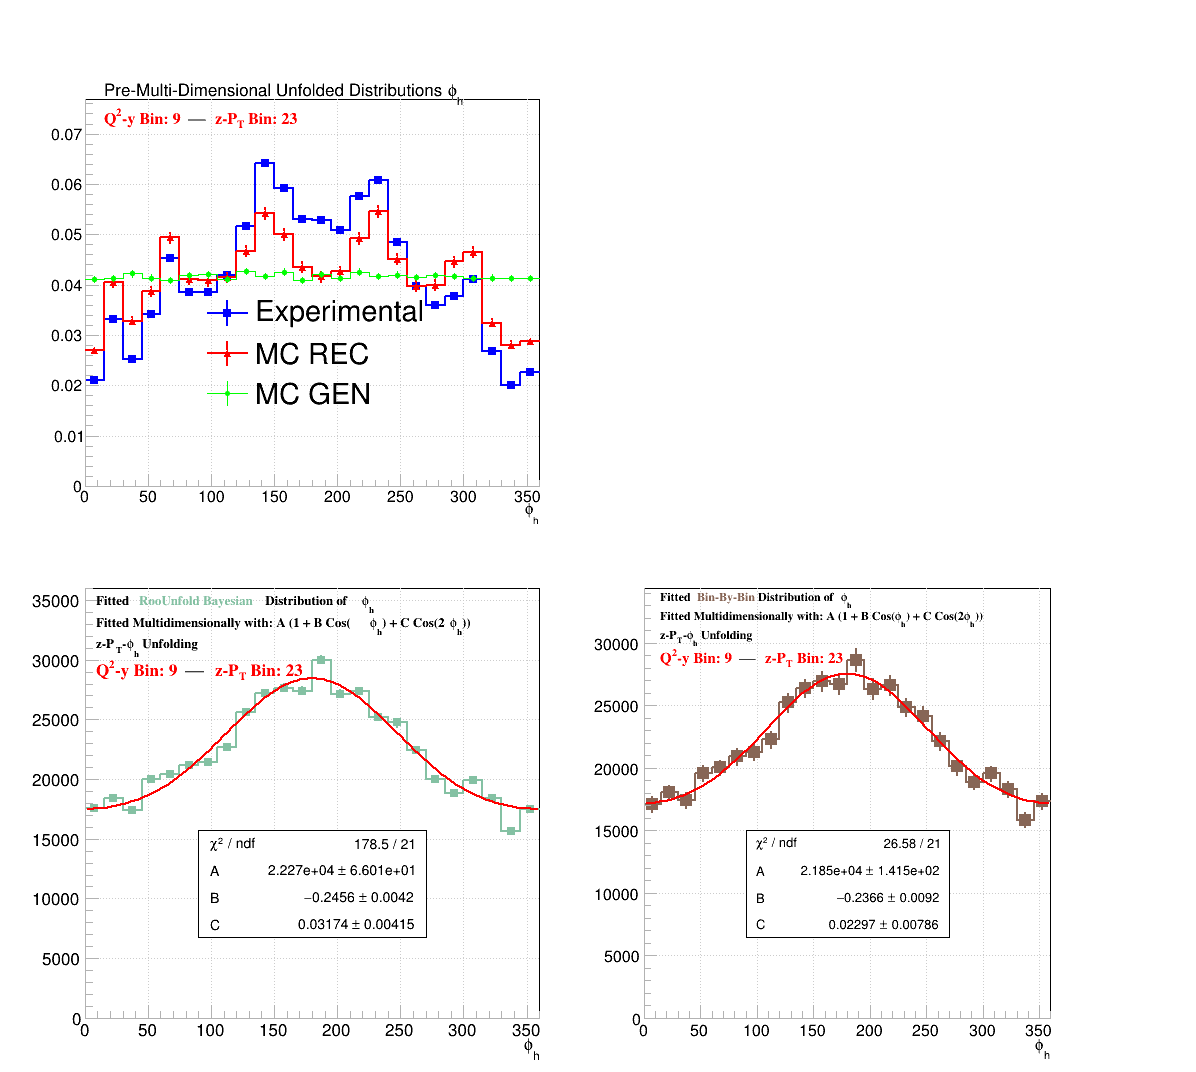 Pre-Multi-Dimensional Unfolded Distributions ϕh
Q²-y Bin: 9 — z-PT Bin: 23
0.07
0.06
0.05
0.04
0.03
0.02
0.01
0
Experimental
MC REC
MC GEN
0 50 100 150 200 250 300 350
ϕh
Fitted RooUnfold Bayesian Distribution of ϕh
Fitted Multidimensionally with: A (1 + B Cos( ϕh) + C Cos(2 ϕh))
z-PT-ϕh Unfolding
Q²-y Bin: 9 — z-PT Bin: 23
35000
30000
25000
20000
15000
10000
5000
0
χ² / ndf 178.5 / 21
A 2.227e+04 ± 6.601e+01
B −0.2456 ± 0.0042
C 0.03174 ± 0.00415
0 50 100 150 200 250 300 350
ϕh
Fitted Bin-By-Bin Distribution of ϕh
Fitted Multidimensionally with: A (1 + B Cos(ϕh) + C Cos(2ϕh))
z-PT-ϕh Unfolding
Q²-y Bin: 9 — z-PT Bin: 23
30000
25000
20000
15000
10000
5000
0
χ² / ndf 26.58 / 21
A 2.185e+04 ± 1.415e+02
B −0.2366 ± 0.0092
C 0.02297 ± 0.00786
0 50 100 150 200 250 300 350
ϕh